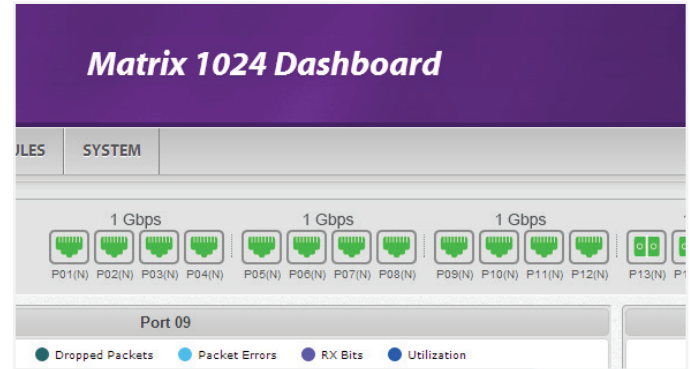 Matrix 1024 Dashboard
ULES SYSTEM
1 Gbps 1 Gbps 1 Gbps
P01(N) P02(N) P03(N) P04(N) P05(N) P06(N) P07(N) P08(N) P09(N) P10(N) P11(N) P12(N) P13(N)
Port 09
Dropped Packets Packet Errors RX Bits Utilization